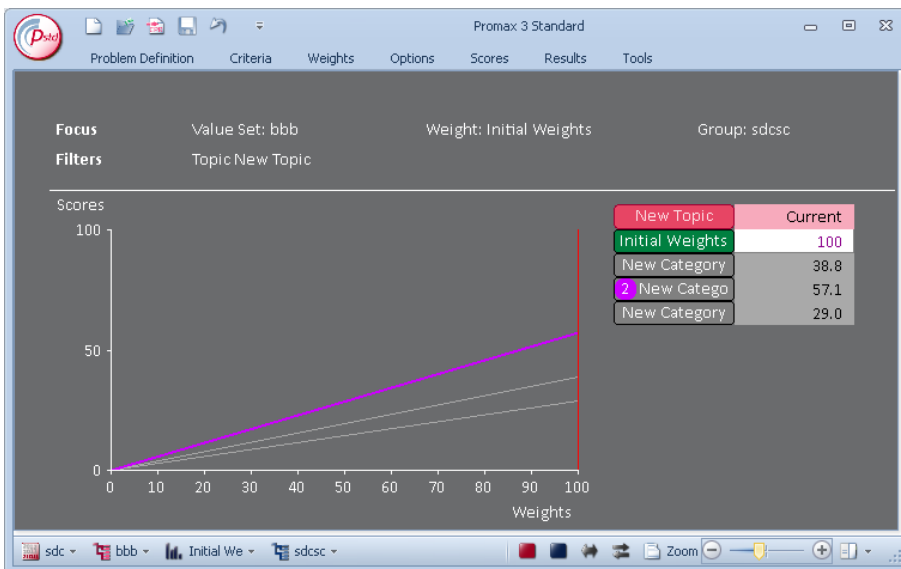 Pstd Promax 3 Standard
Problem Definition Criteria Weights Options Scores Results Tools
Focus Value Set: bbb Weight: Initial Weights Group: sdcsc
Filters Topic New Topic
Scores
100
50
0
0 10 20 30 40 50 60 70 80 90 100
Weights
New Topic Current
Initial Weights 100
New Category 38.8
2 New Catego 57.1
New Category 29.0
sdc bbb Initial We sdcsc Zoom